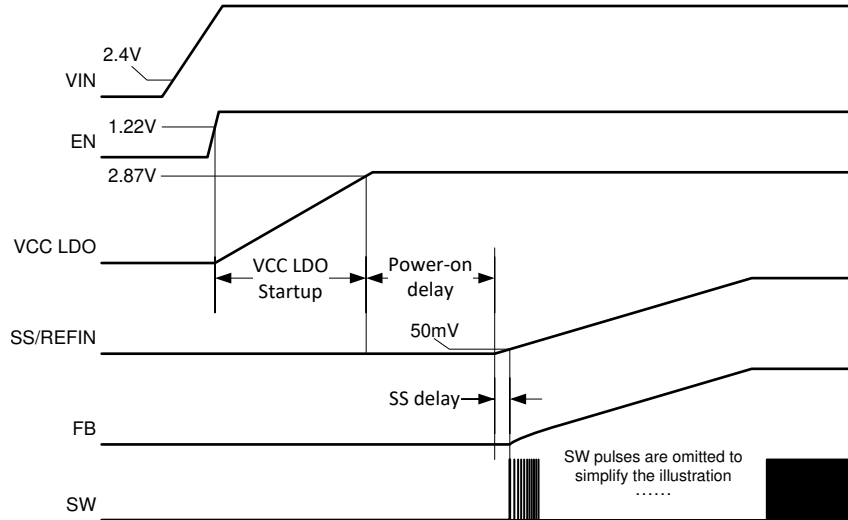 2.4V
VIN
1.22V
EN
2.87V
VCC LDO
VCC LDO
Startup
Power-on
delay
50mV
SS/REFIN
SS delay
FB
SW pulses are omitted to
simplify the illustration
......
SW